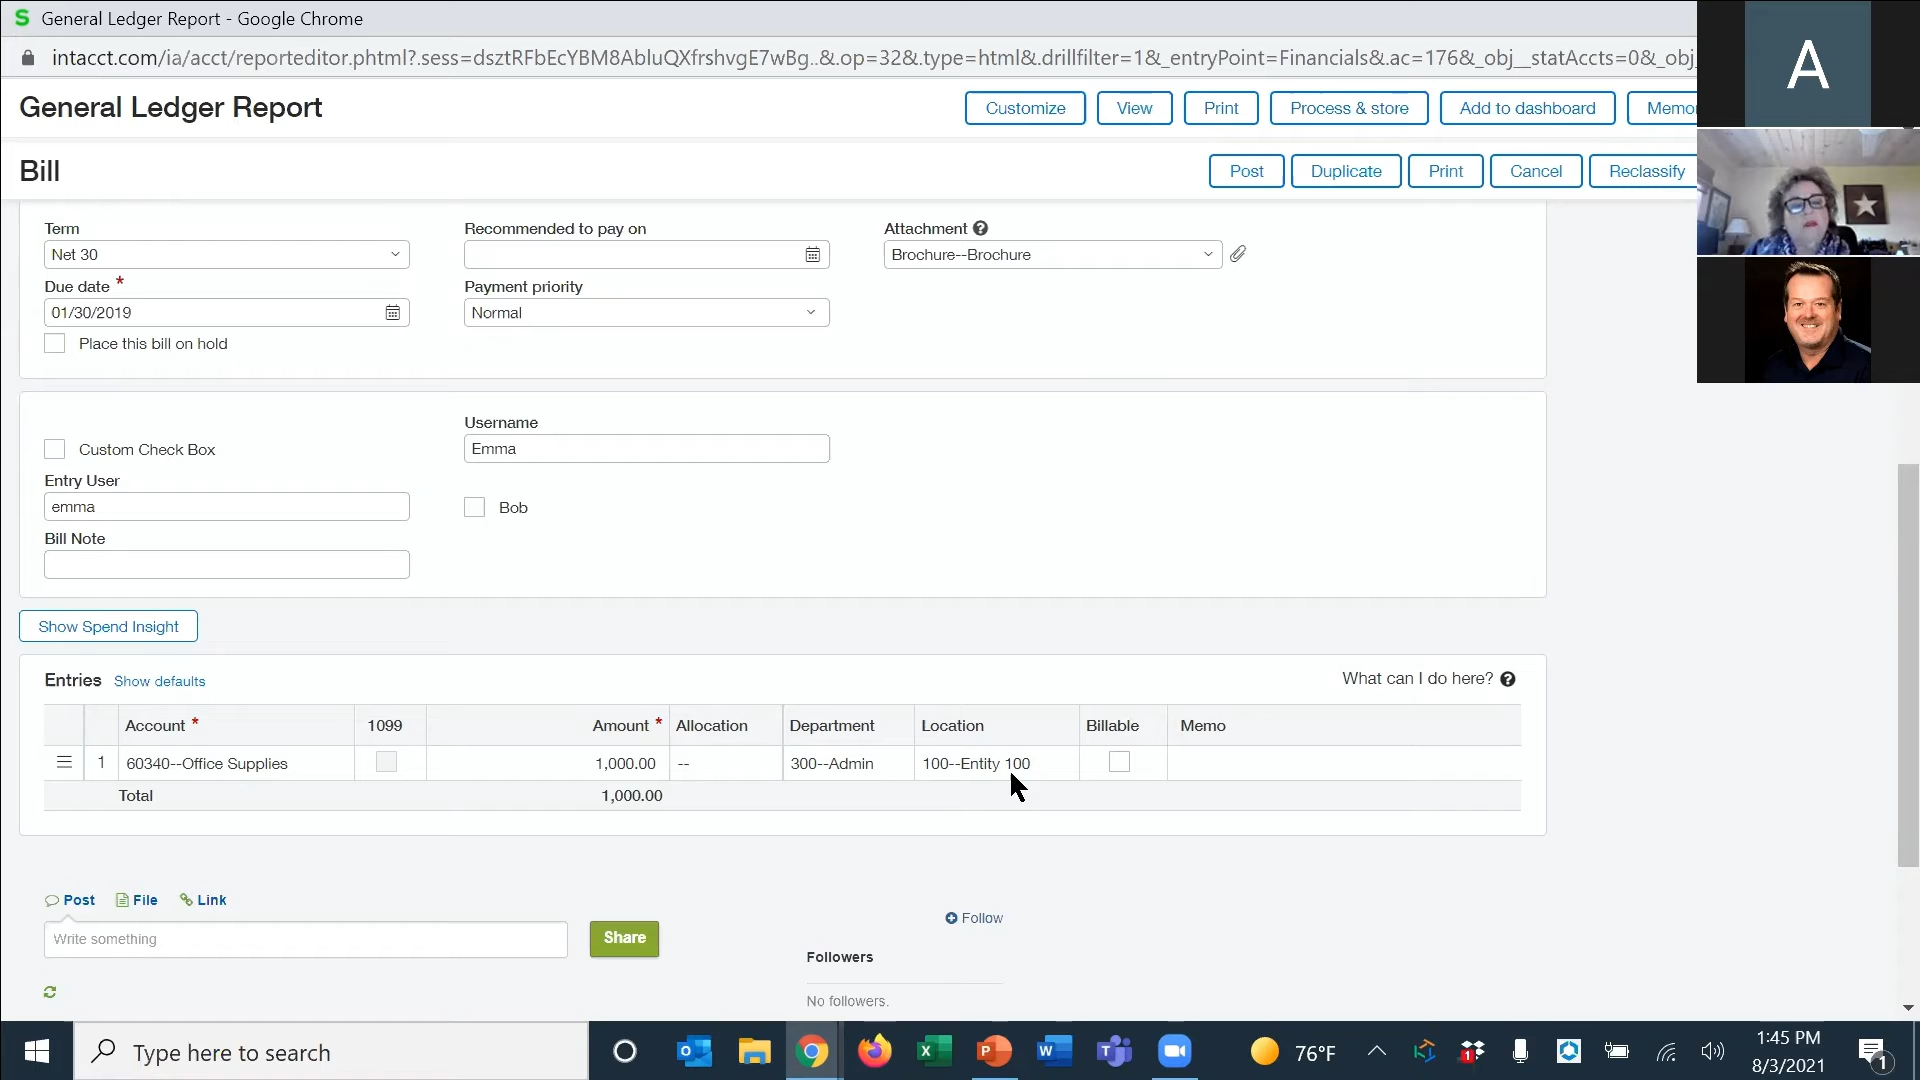 General Ledger Report - Google Chrome
intacct.com/ia/acct/reporteditor.phtml?.sess=dsztRFbEcYBM8AbluQXfrshvgE7wBg..&.op=32&.type=html&.drillfilter=1&_entryPoint=Financials&.ac=176&_obj__statAccts=0&_obj_
General Ledger Report
Customize View Print Process & store Add to dashboard Memo
A
Bill
Post Duplicate Print Cancel Reclassify
Term Recommended to pay on Attachment
Net 30 Brochure--Brochure
Due date * Payment priority
01/30/2019 Normal
Place this bill on hold
Username
Custom Check Box Emma
Entry User
emma Bob
Bill Note
Show Spend Insight
Entries Show defaults What can I do here?
Account * 1099 Amount * Allocation Department Location Billable Memo
1 60340--Office Supplies 1,000.00 -- 300--Admin 100--Entity 100
Total 1,000.00
Post File Link
Follow
Write something Share
Followers
No followers.
Type here to search 76°F 1:45 PM
8/3/2021
1
1